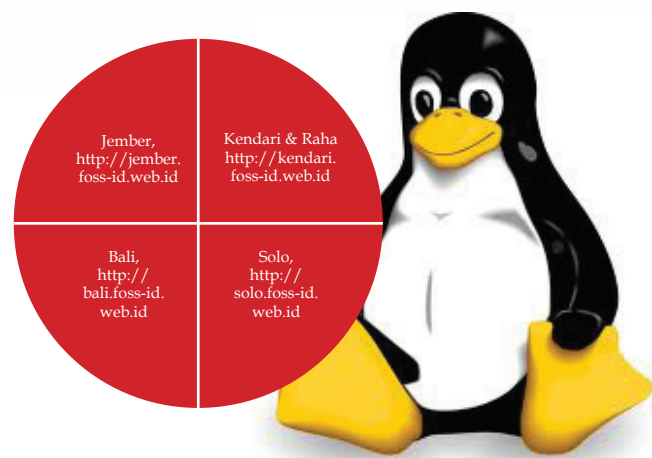 Jember,
http://jember.
foss-id.web.id
Kendari & Raha
http://kendari.
foss-id.web.id
Bali,
http://
bali.foss-id.
web.id
Solo,
http://
solo.foss-id.
web.id